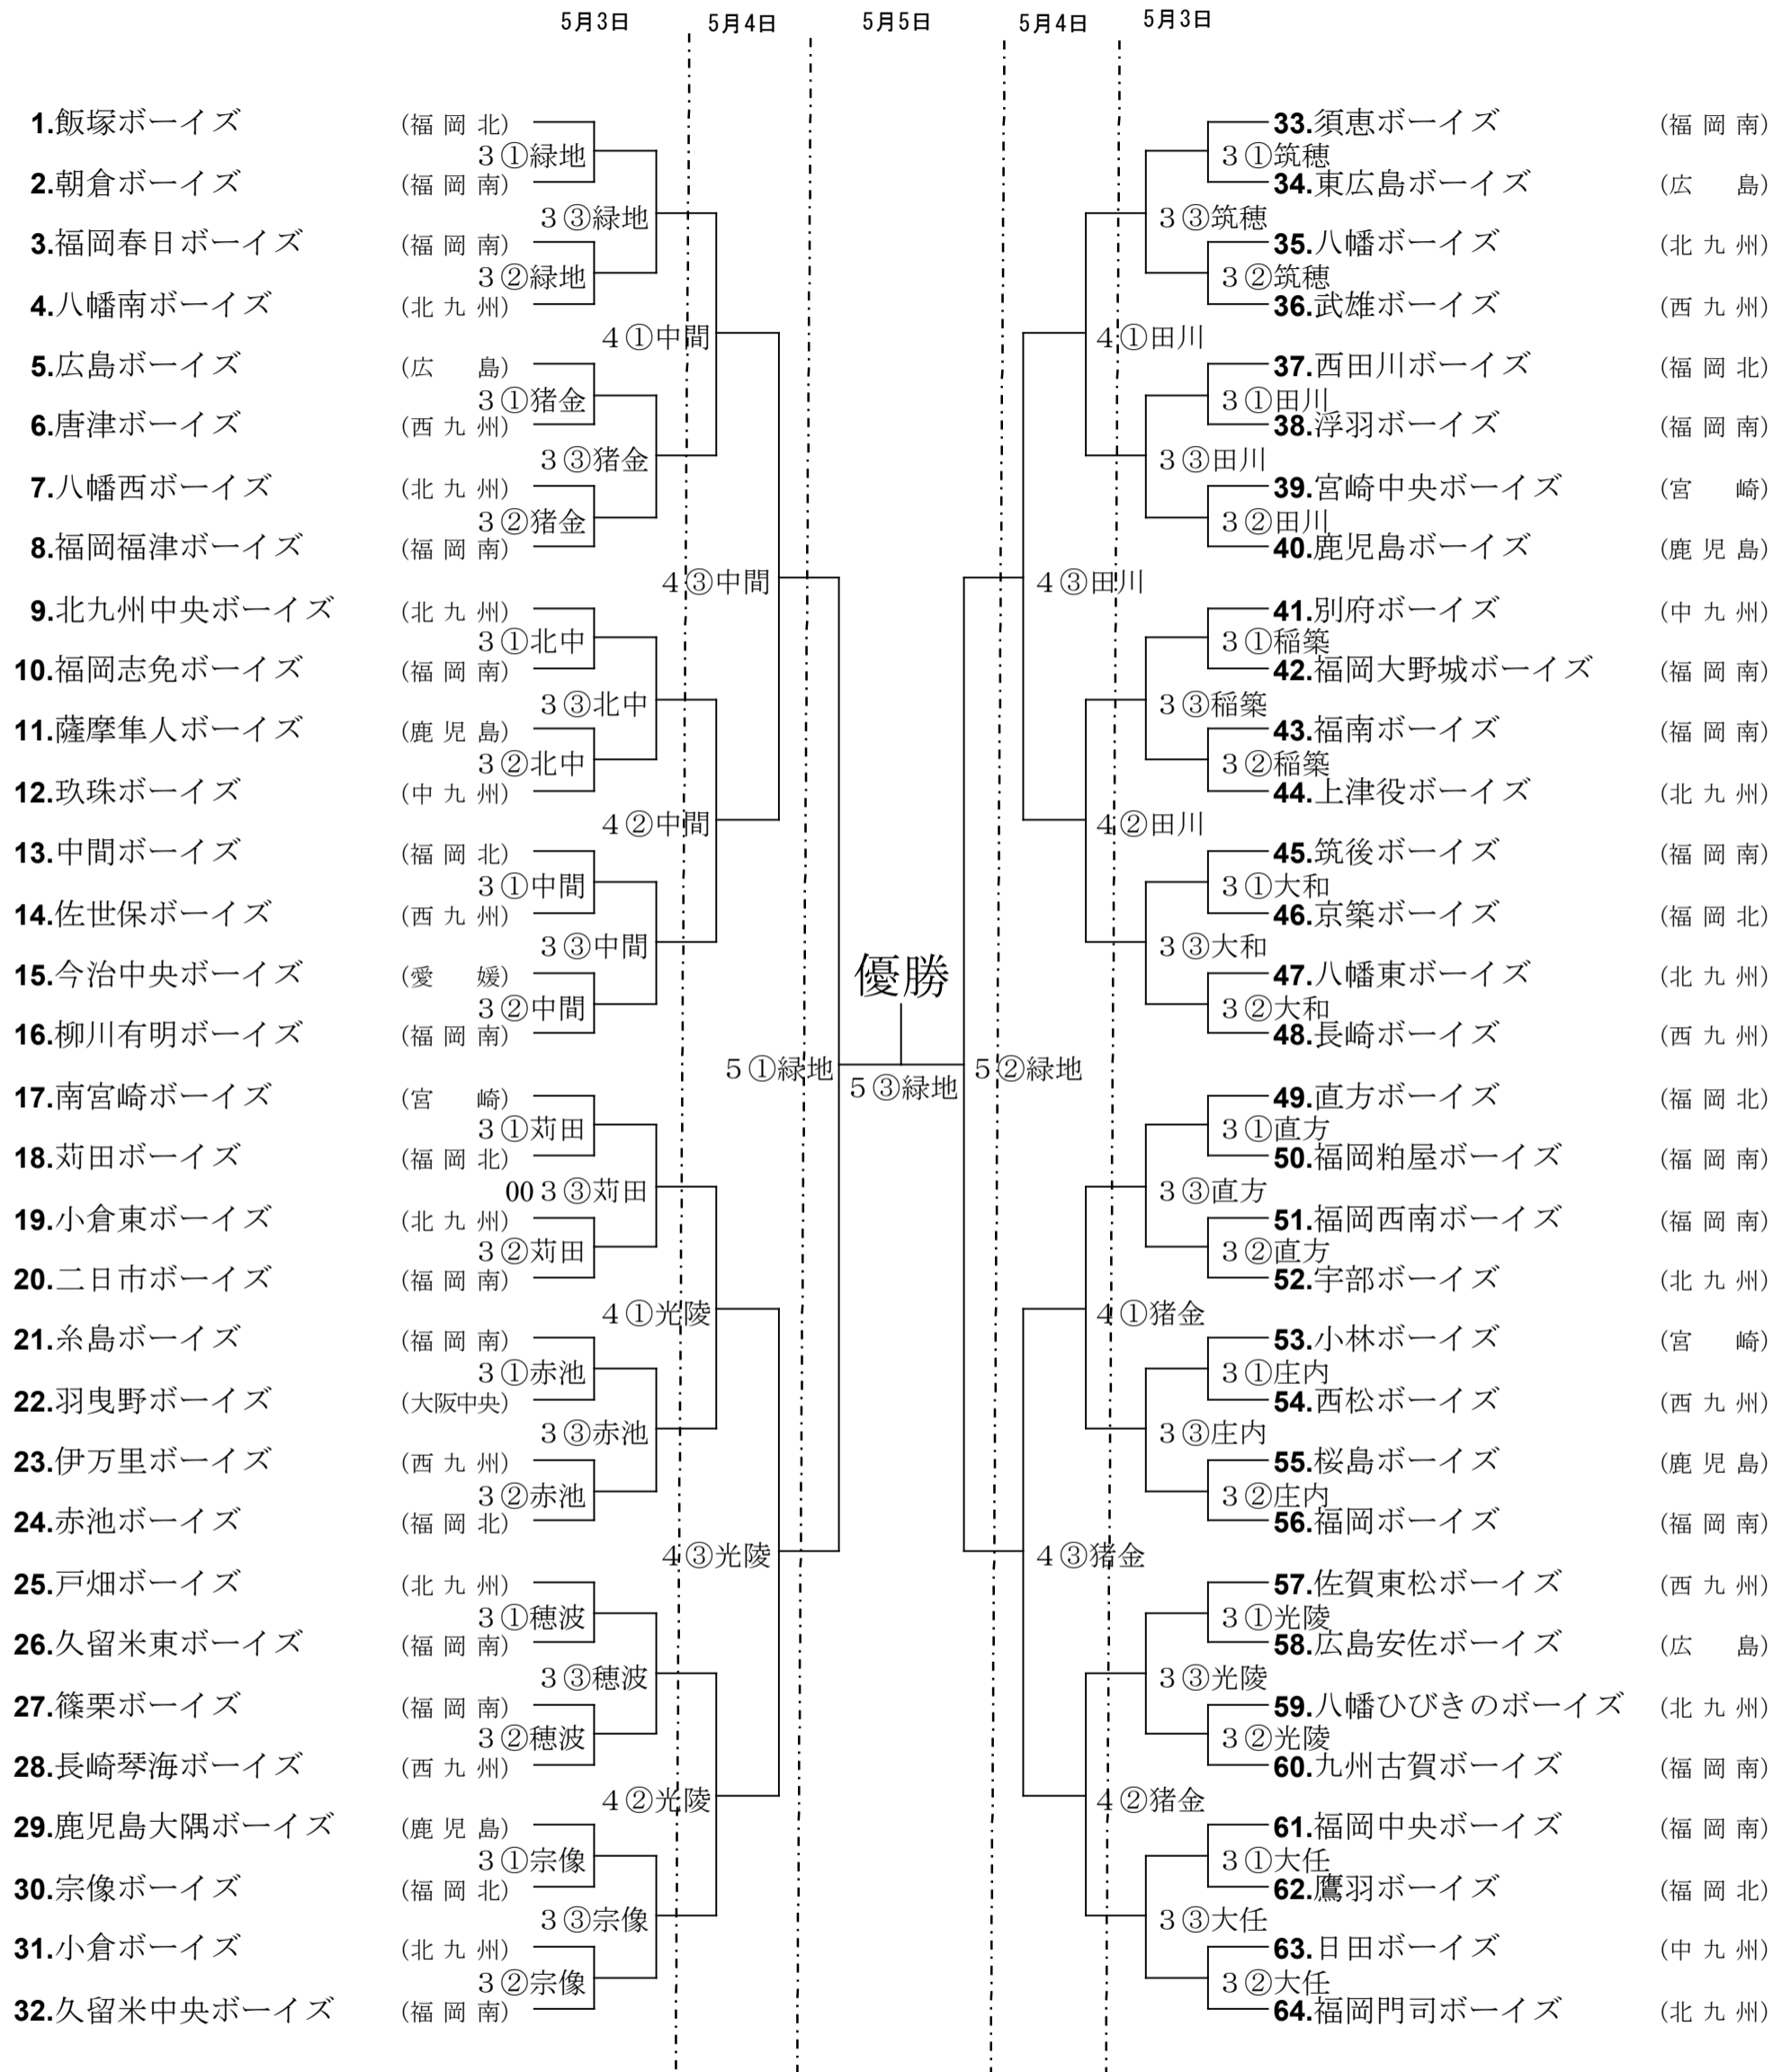 5月3日 5月4日 5月5日 5月4日 5月3日
1.飯塚ボーイズ (福岡北)
3①緑地
2.朝倉ボーイズ (福岡南)
3③緑地
3.福岡春日ボーイズ (福岡南)
3②緑地
4.八幡南ボーイズ (北九州)
4①中間
5.広島ボーイズ (広 島)
3①猪金
6.唐津ボーイズ (西九州)
3③猪金
7.八幡西ボーイズ (北九州)
3②猪金
8.福岡福津ボーイズ (福岡南)
4③中間
9.北九州中央ボーイズ (北九州)
3①北中
10.福岡志免ボーイズ (福岡南)
3③北中
11.薩摩隼人ボーイズ (鹿児島)
3②北中
12.玖珠ボーイズ (中九州)
4②中間
13.中間ボーイズ (福岡北)
3①中間
14.佐世保ボーイズ (西九州)
3③中間
15.今治中央ボーイズ (愛 媛)
3②中間
16.柳川有明ボーイズ (福岡南)
5①緑地
17.南宮崎ボーイズ (宮 崎)
3①苅田
18.苅田ボーイズ (福岡北)
00 3③苅田
19.小倉東ボーイズ (北九州)
3②苅田
20.二日市ボーイズ (福岡南)
4①光陵
21.糸島ボーイズ (福岡南)
3①赤池
22.羽曳野ボーイズ (大阪中央)
3③赤池
23.伊万里ボーイズ (西九州)
3②赤池
24.赤池ボーイズ (福岡北)
4③光陵
25.戸畑ボーイズ (北九州)
3①穂波
26.久留米東ボーイズ (福岡南)
3③穂波
27.篠栗ボーイズ (福岡南)
3②穂波
28.長崎琴海ボーイズ (西九州)
4②光陵
29.鹿児島大隅ボーイズ (鹿児島)
3①宗像
30.宗像ボーイズ (福岡北)
3③宗像
31.小倉ボーイズ (北九州)
3②宗像
32.久留米中央ボーイズ (福岡南)
優勝
5③緑地
33.須恵ボーイズ (福岡南)
3①筑穂
34.東広島ボーイズ (広 島)
3③筑穂
35.八幡ボーイズ (北九州)
3②筑穂
36.武雄ボーイズ (西九州)
4①田川
37.西田川ボーイズ (福岡北)
3①田川
38.浮羽ボーイズ (福岡南)
3③田川
39.宮崎中央ボーイズ (宮 崎)
3②田川
40.鹿児島ボーイズ (鹿児島)
4③田川
41.別府ボーイズ (中九州)
3①稲築
42.福岡大野城ボーイズ (福岡南)
3③稲築
43.福南ボーイズ (福岡南)
3②稲築
44.上津役ボーイズ (北九州)
4②田川
45.筑後ボーイズ (福岡南)
3①大和
46.京築ボーイズ (福岡北)
3③大和
47.八幡東ボーイズ (北九州)
3②大和
48.長崎ボーイズ (西九州)
5②緑地
49.直方ボーイズ (福岡北)
3①直方
50.福岡粕屋ボーイズ (福岡南)
3③直方
51.福岡西南ボーイズ (福岡南)
3②直方
52.宇部ボーイズ (北九州)
4①猪金
53.小林ボーイズ (宮 崎)
3①庄内
54.西松ボーイズ (西九州)
3③庄内
55.桜島ボーイズ (鹿児島)
3②庄内
56.福岡ボーイズ (福岡南)
4③猪金
57.佐賀東松ボーイズ (西九州)
3①光陵
58.広島安佐ボーイズ (広 島)
3③光陵
59.八幡ひびきのボーイズ (北九州)
3②光陵
60.九州古賀ボーイズ (福岡南)
4②猪金
61.福岡中央ボーイズ (福岡南)
3①大任
62.鷹羽ボーイズ (福岡北)
3③大任
63.日田ボーイズ (中九州)
3②大任
64.福岡門司ボーイズ (北九州)